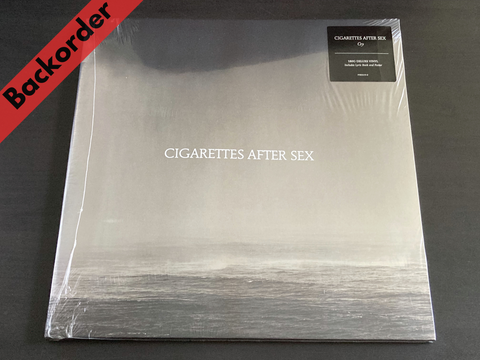 Backorder
CIGARETTES AFTER SEX
Cry
CIGARETTES AFTER SEX